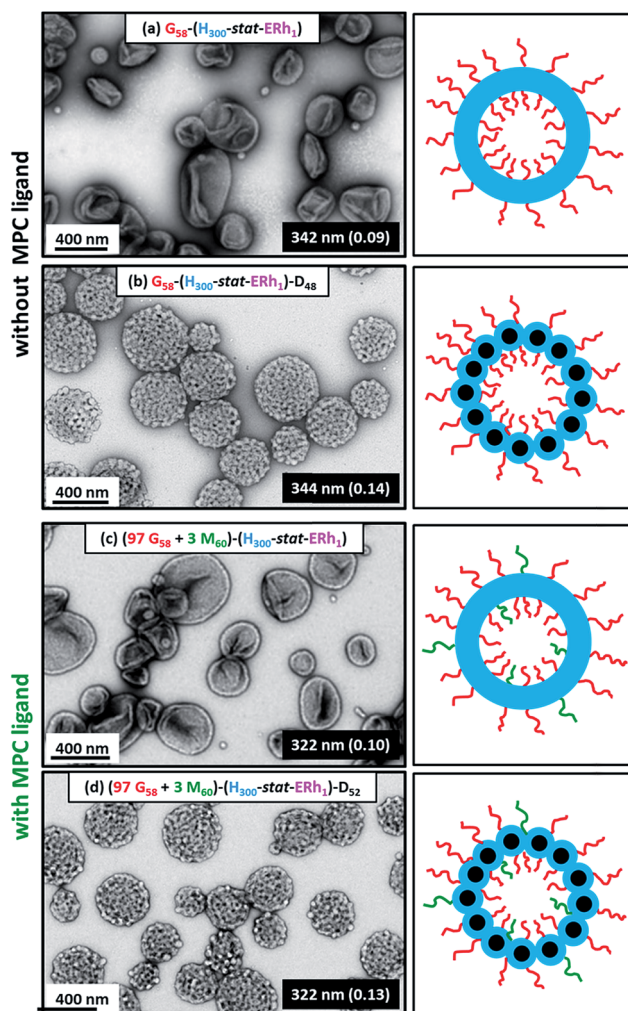 without MPC ligand
(a) G₅₈-(H₃₀₀-stat-ERh₁)
400 nm
342 nm (0.09)
(b) G₅₈-(H₃₀₀-stat-ERh₁)-D₄₈
400 nm
344 nm (0.14)
with MPC ligand
(c) (97 G₅₈ + 3 M₆₀)-(H₃₀₀-stat-ERh₁)
400 nm
322 nm (0.10)
(d) (97 G₅₈ + 3 M₆₀)-(H₃₀₀-stat-ERh₁)-D₅₂
400 nm
322 nm (0.13)